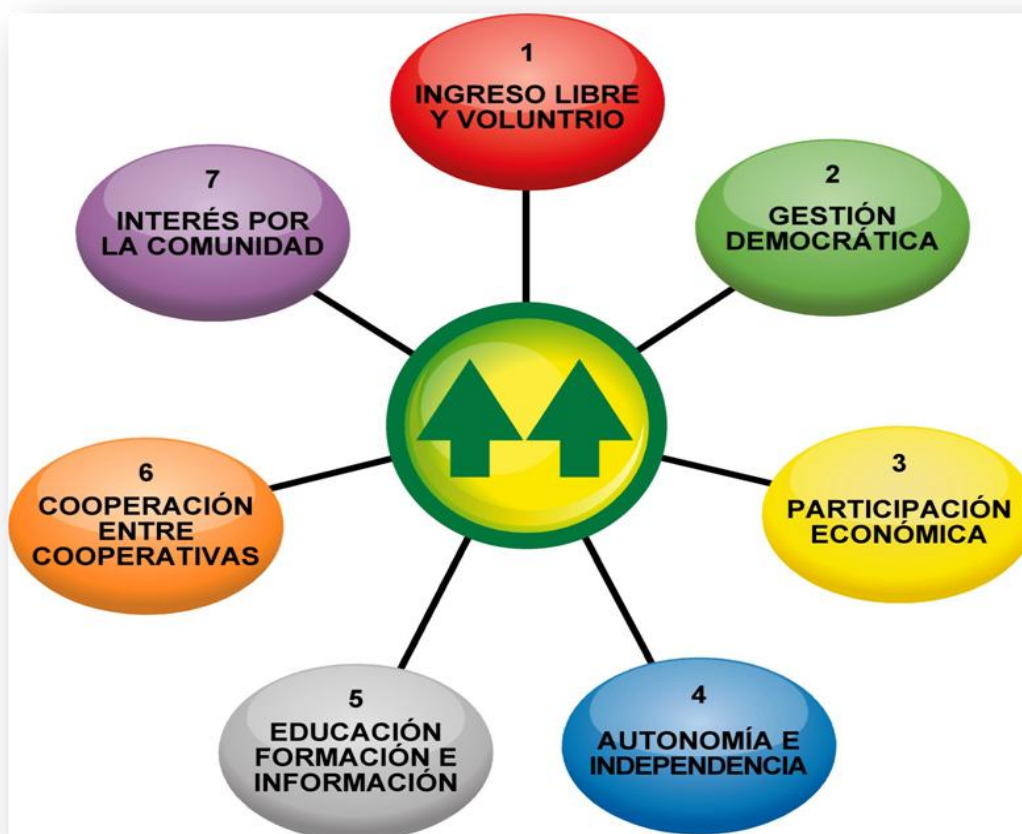 1
INGRESO LIBRE
Y VOLUNTRIO
2
GESTIÓN
DEMOCRÁTICA
3
PARTICIPACIÓN
ECONÓMICA
4
AUTONOMÍA E
INDEPENDENCIA
5
EDUCACIÓN
FORMACIÓN E
INFORMACIÓN
6
COOPERACIÓN
ENTRE
COOPERATIVAS
7
INTERÉS POR
LA COMUNIDAD